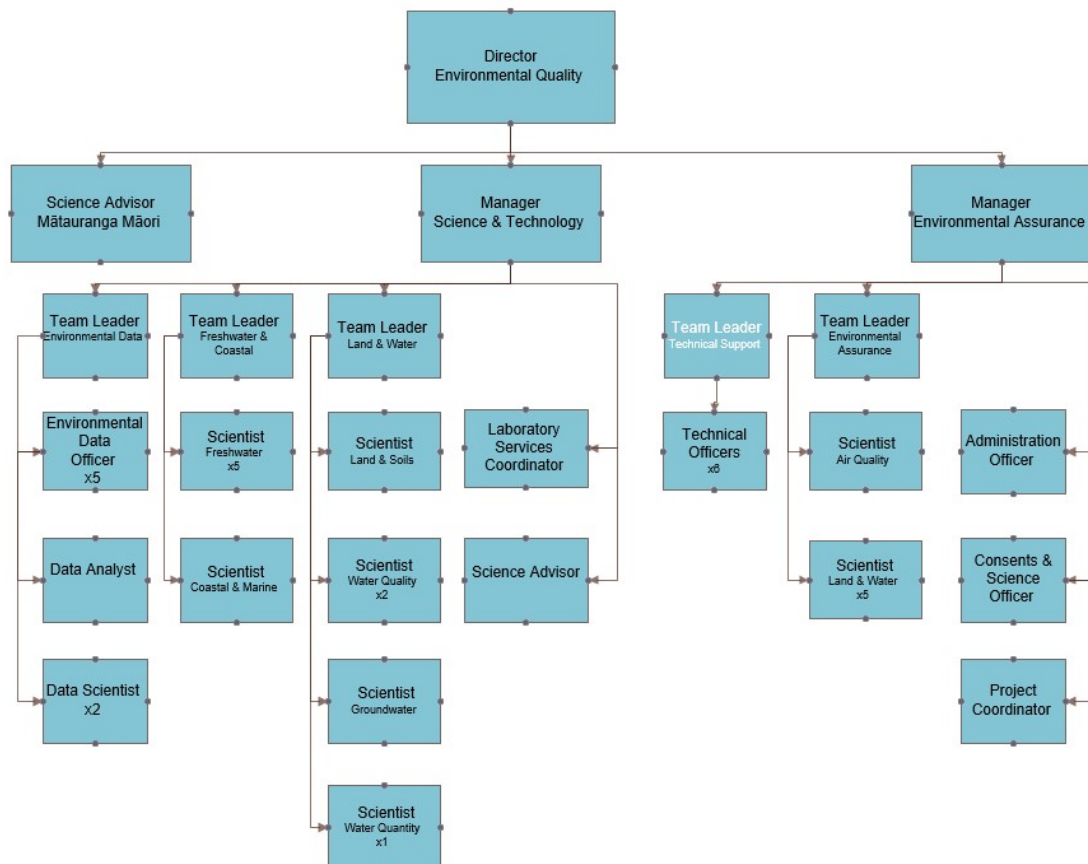 Director
Environmental Quality
Science Advisor
Mātauranga Māori
Manager
Science & Technology
Manager
Environmental Assurance
Team Leader
Environmental Data
Team Leader
Freshwater &
Coastal
Team Leader
Land & Water
Team Leader
Technical Support
Team Leader
Environmental
Assurance
Environmental
Data
Officer
x5
Scientist
Freshwater
x5
Scientist
Land & Soils
Laboratory
Services
Coordinator
Technical
Officers
x6
Scientist
Air Quality
Administration
Officer
Data Analyst
Scientist
Coastal & Marine
Scientist
Water Quality
x2
Science Advisor
Scientist
Land & Water
x5
Consents &
Science
Officer
Data Scientist
x2
Scientist
Groundwater
Project
Coordinator
Scientist
Water Quantity
x1